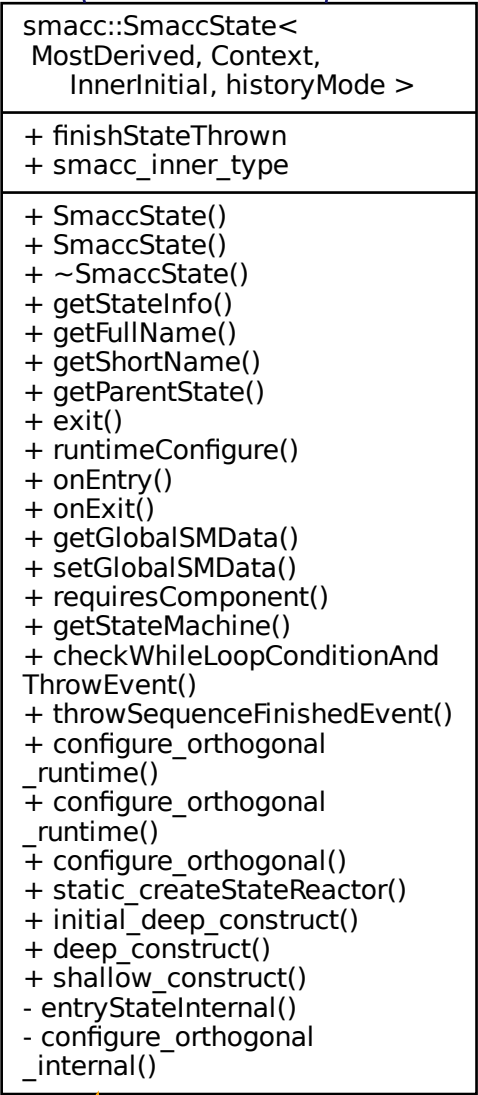 smacc::SmaccState<
MostDerived, Context,
InnerInitial, historyMode >
+ finishStateThrown
+ smacc_inner_type
+ SmaccState()
+ SmaccState()
+ ~SmaccState()
+ getStateInfo()
+ getFullName()
+ getShortName()
+ getParentState()
+ exit()
+ runtimeConfigure()
+ onEntry()
+ onExit()
+ getGlobalSMData()
+ setGlobalSMData()
+ requiresComponent()
+ getStateMachine()
+ checkWhileLoopConditionAnd
ThrowEvent()
+ throwSequenceFinishedEvent()
+ configure_orthogonal
_runtime()
+ configure_orthogonal
_runtime()
+ configure_orthogonal()
+ static_createStateReactor()
+ initial_deep_construct()
+ deep_construct()
+ shallow_construct()
- entryStateInternal()
- configure_orthogonal
_internal()